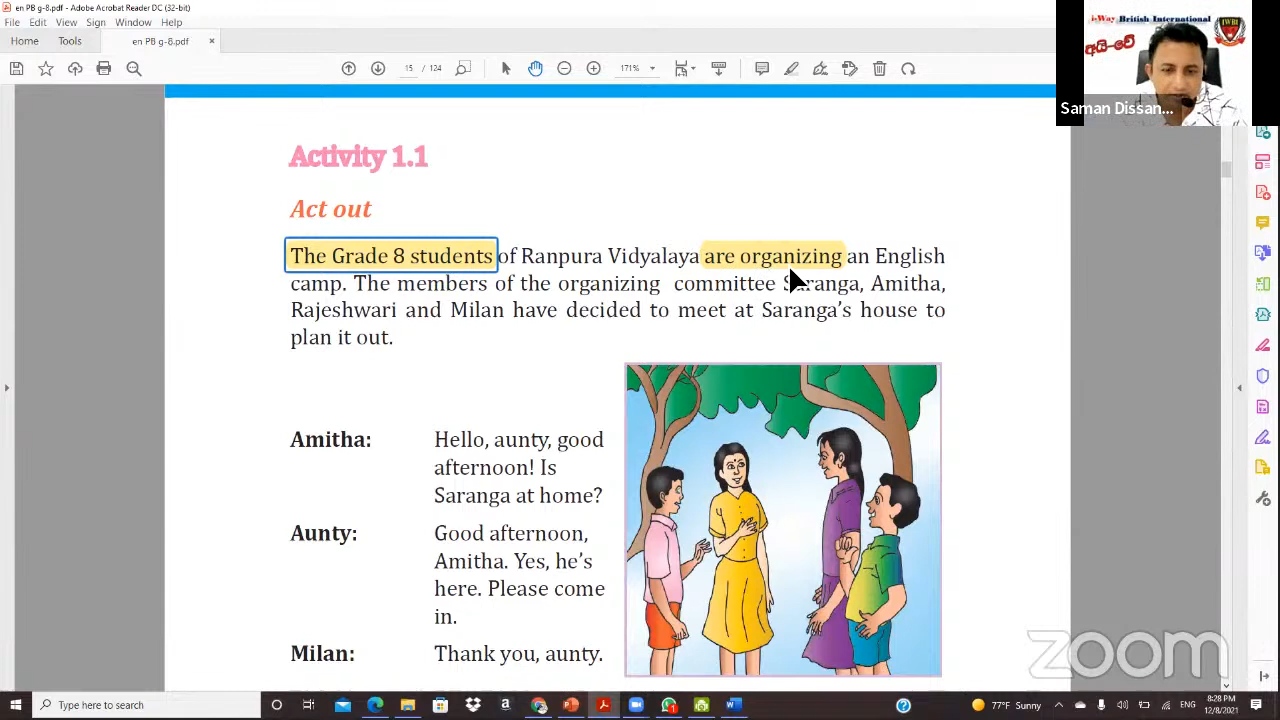 en PB g-8.pdf - Adobe Acrobat Reader DC (32-bit)
File Edit View Sign Window Help
Home Tools en PB g-8.pdf ×
15 / 124 171%
i-Way British International
IWBI
අයි-වේ
Saman Dissan...
Activity 1.1
Act out
The Grade 8 students of Ranpura Vidyalaya are organizing an English
camp. The members of the organizing committee Saranga, Amitha,
Rajeshwari and Milan have decided to meet at Saranga’s house to
plan it out.
Amitha: Hello, aunty, good
afternoon! Is
Saranga at home?
Aunty: Good afternoon,
Amitha. Yes, he’s
here. Please come
in.
Milan: Thank you, aunty.
zoom
Type here to search
77°F Sunny
ENG
8:28 PM
12/8/2021